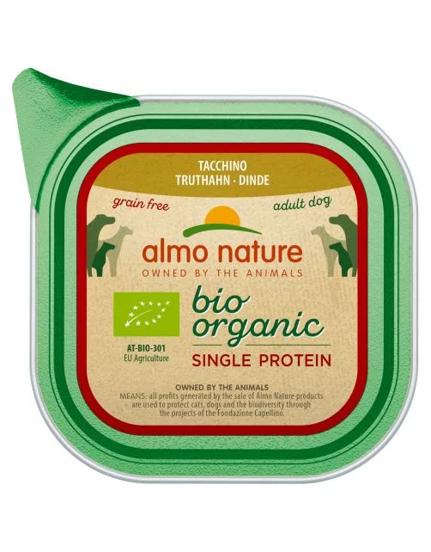 TACCHINO
TRUTHAHN · DINDE
grain free
adult dog
almo nature
OWNED BY THE ANIMALS
bio
organic
AT-BIO-301
EU Agriculture
SINGLE PROTEIN
OWNED BY THE ANIMALS
MEANS: all profits generated by the sale of Almo Nature products
are used to protect cats, dogs and the biodiversity through
the projects of the Fondazione Capellino.